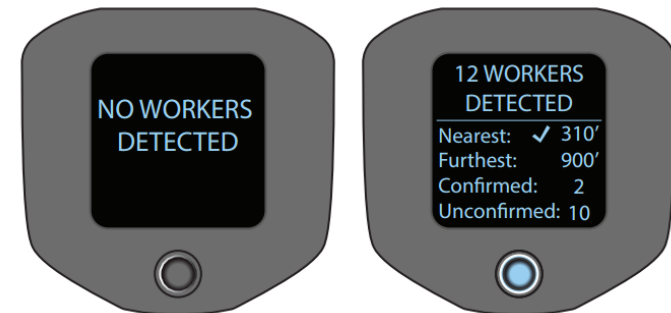 NO WORKERS
DETECTED
12 WORKERS
DETECTED
Nearest: ✓ 310′
Furthest: 900′
Confirmed: 2
Unconfirmed: 10